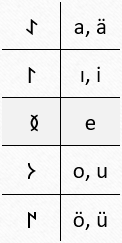 𐰀 a, ä
𐰃 ı, i
𐰅 e
𐰆 o, u
𐰇 ö, ü